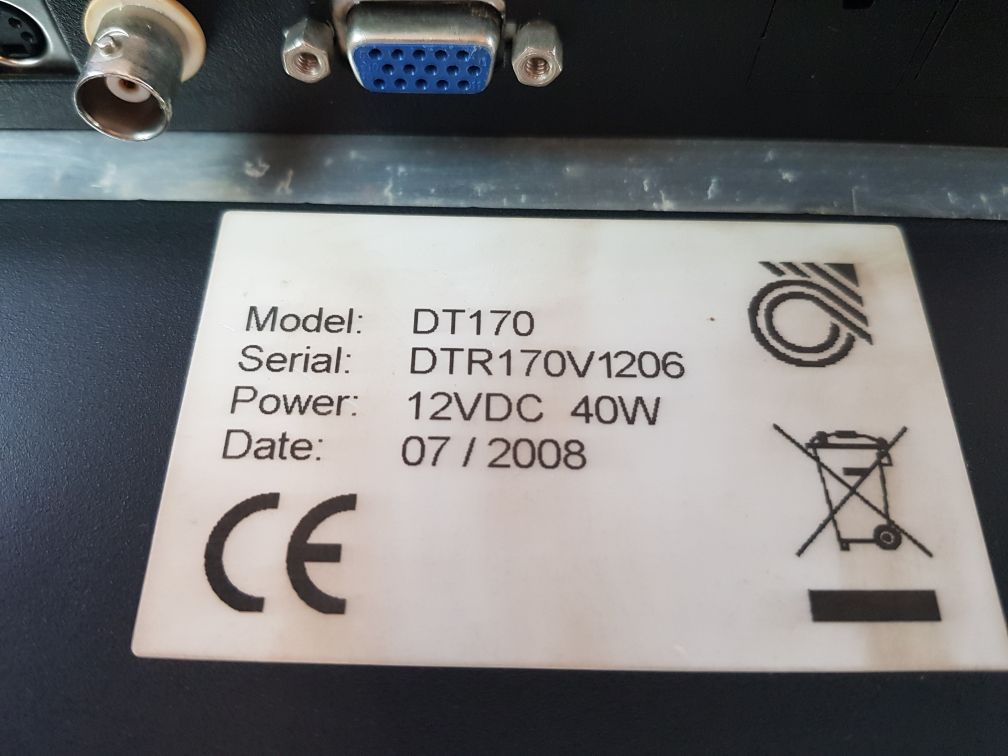 Model: DT170
Serial: DTR170V1206
Power: 12VDC 40W
Date: 07 / 2008
CE